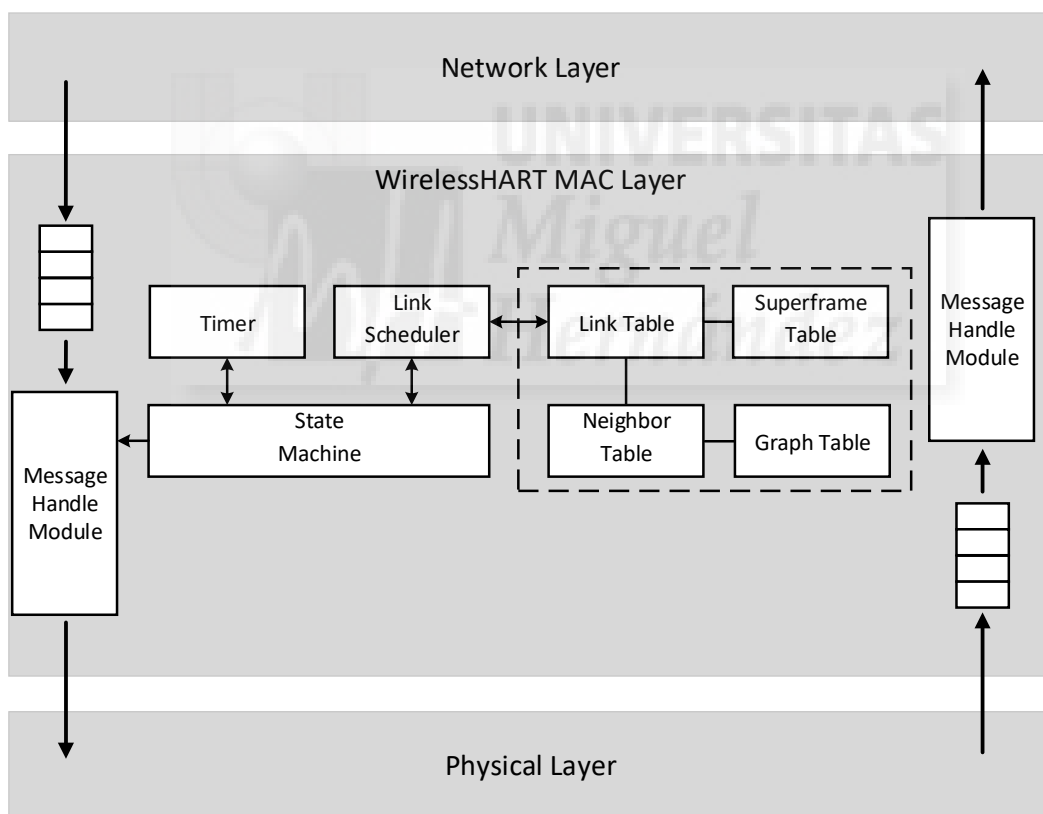 Network Layer
UNIVERSITAS
Miguel
Hernández
WirelessHART MAC Layer
Timer
Link
Scheduler
Link Table
Superframe
Table
Message
Handle
Module
State
Machine
Neighbor
Table
Graph Table
Message
Handle
Module
Physical Layer